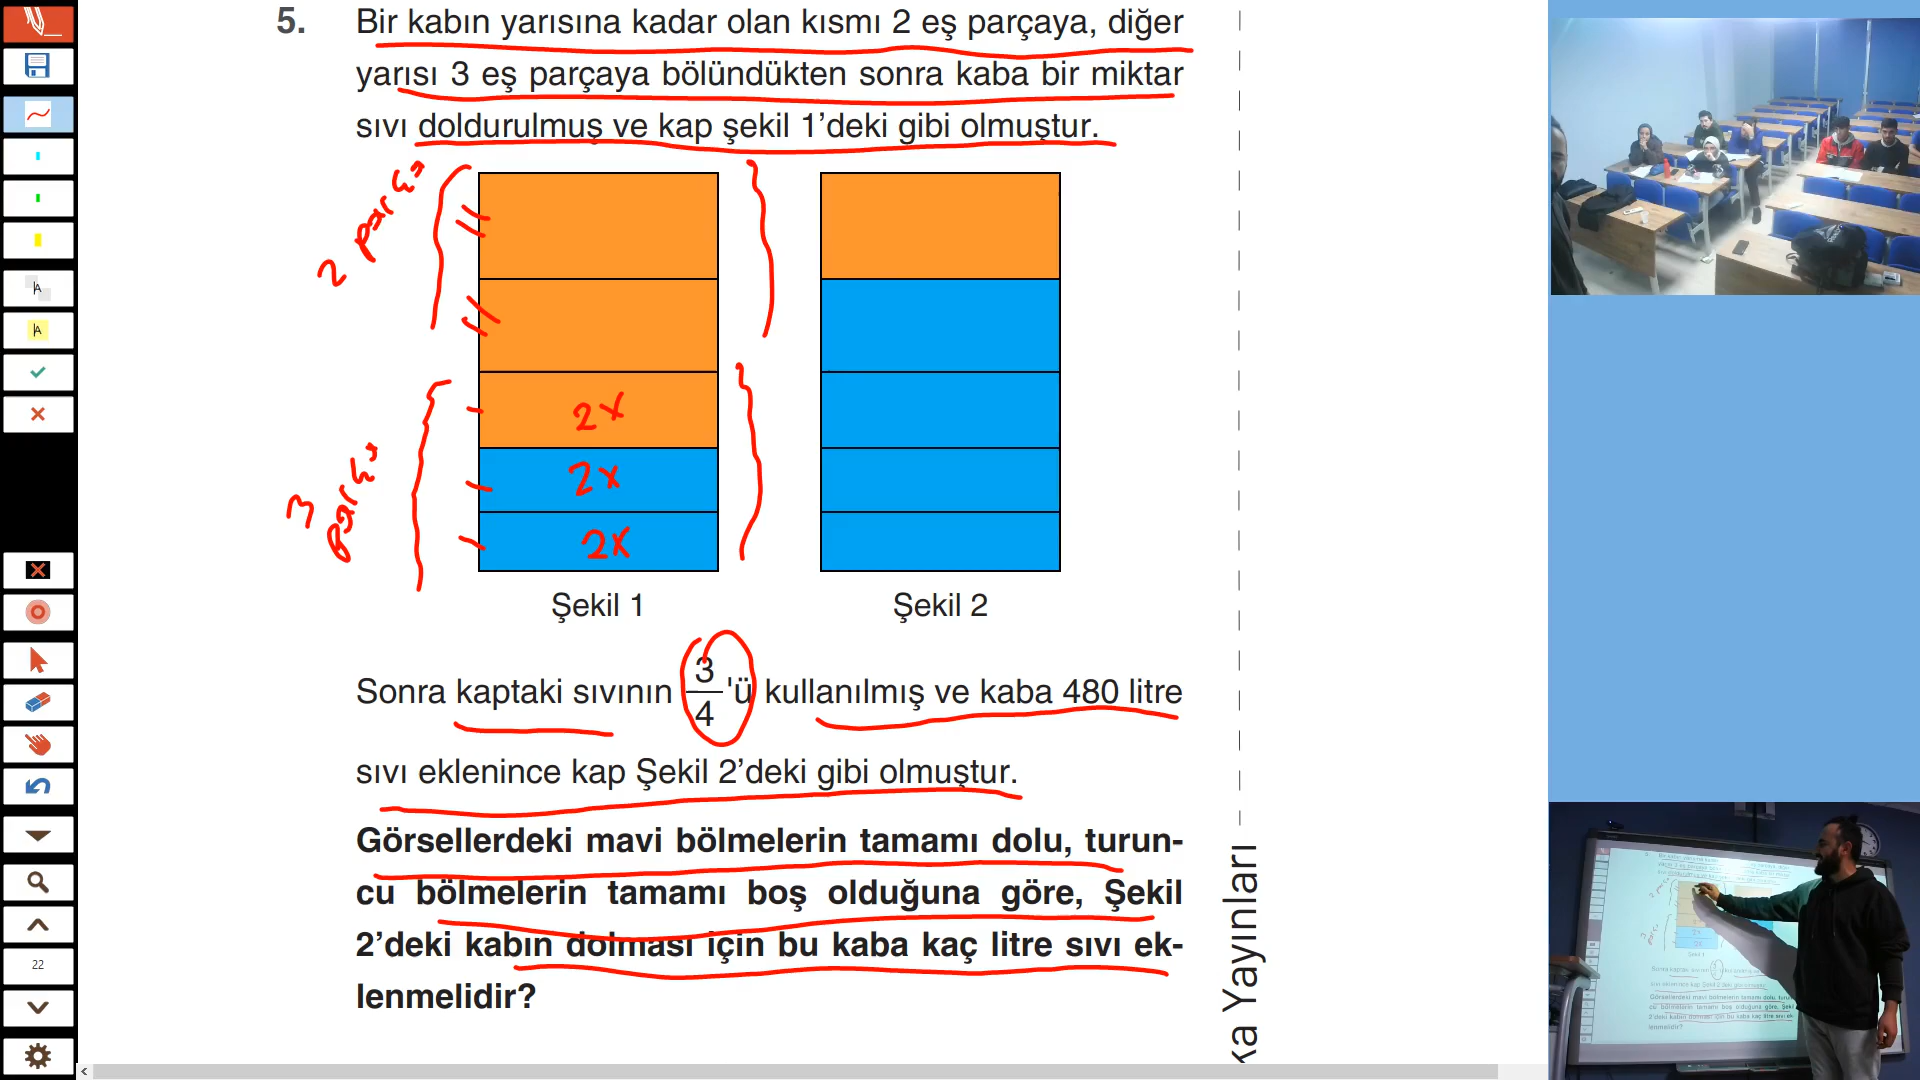 5. Bir kabın yarısına kadar olan kısmı 2 eş parçaya, diğer
yarısı 3 eş parçaya bölündükten sonra kaba bir miktar
sıvı doldurulmuş ve kap şekil 1’deki gibi olmuştur.
2 parça
3 parça
2x
2x
2x
Şekil 1
Şekil 2
Sonra kaptaki sıvının 3/4 'ü kullanılmış ve kaba 480 litre
sıvı eklenince kap Şekil 2’deki gibi olmuştur.
Görsellerdeki mavi bölmelerin tamamı dolu, turun-
cu bölmelerin tamamı boş olduğuna göre, Şekil
2’deki kabın dolması için bu kaba kaç litre sıvı ek-
lenmelidir?
ka Yayınları
A
A
22